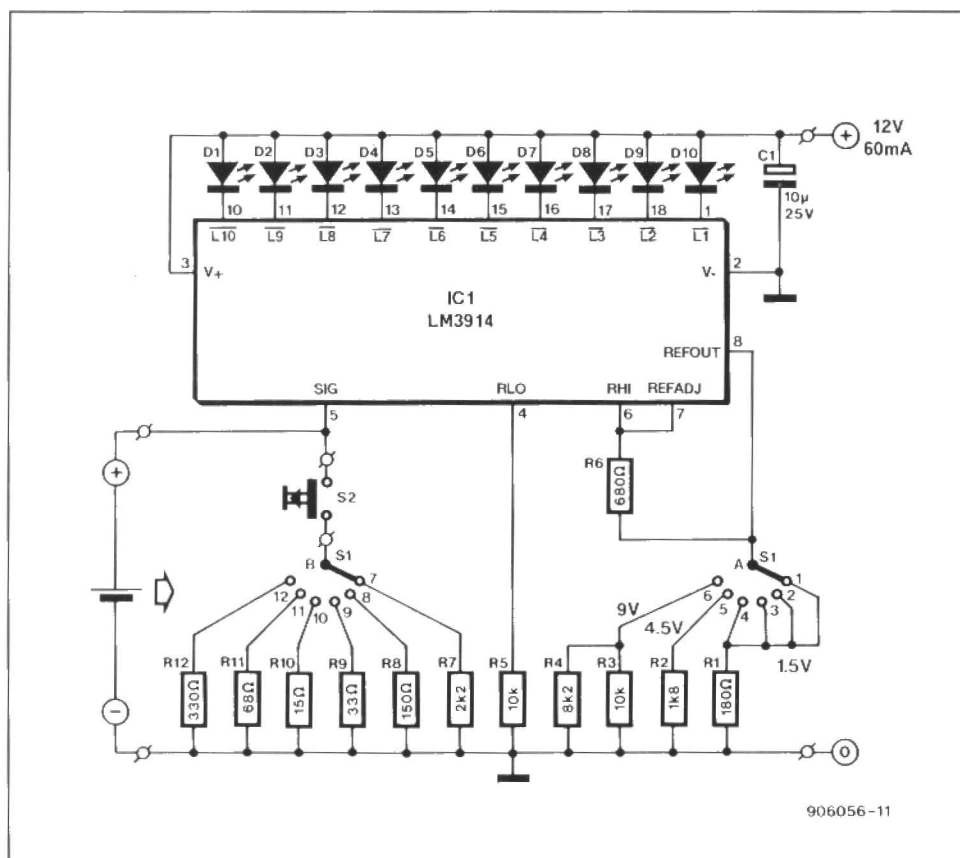 12V
60mA
D1 D2 D3 D4 D5 D6 D7 D8 D9 D10 C1
10µ
25V
10 11 12 13 14 15 16 17 18 1
L10 L9 L8 L7 L6 L5 L4 L3 L2 L1
3 V+ V- 2
IC1
LM3914
8
REFOUT
SIG RLO RHI REFADJ
5 4 6 7
R6
680Ω
+
S2
B S1 7 8 9 10 11 12
A S1 1 2 3 4 5 6
9V
4.5V
1.5V
R12 R11 R10 R9 R8 R7 R5 R4 R3 R2 R1
330Ω 68Ω 15Ω 33Ω 150Ω 2k2 10k 8k2 10k 1k8 180Ω
− 0
906056-11